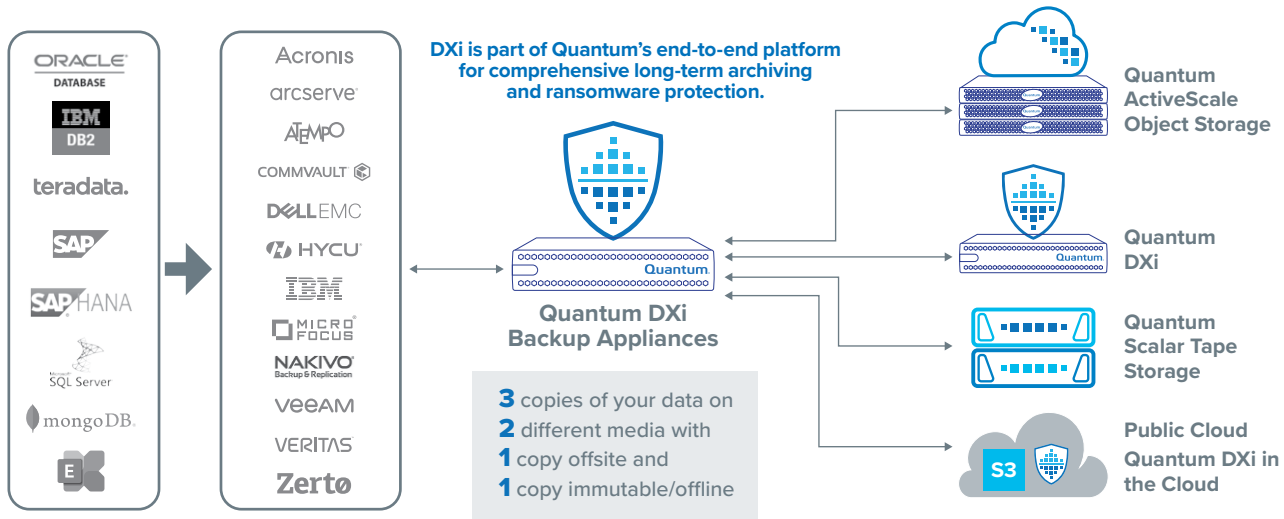 ORACLE
DATABASE
IBM
DB2
teradata.
SAP
SAP HANA
Microsoft
SQL Server
mongoDB.
E
Acronis
arcserve
ATEMPO
COMMVAULT
DELLEMC
HYCU
IBM
MICRO
FOCUS
NAKIVO
Backup & Replication
veeAM
VERITAS
Zerto
DXi is part of Quantum's end-to-end platform
for comprehensive long-term archiving
and ransomware protection.
Quantum.
Quantum DXi
Backup Appliances
3 copies of your data on
2 different media with
1 copy offsite and
1 copy immutable/offline
Quantum
Quantum
Quantum
Quantum
ActiveScale
Object Storage
Quantum.
Quantum
DXi
Quantum
Scalar Tape
Storage
S3
Public Cloud
Quantum DXi in
the Cloud